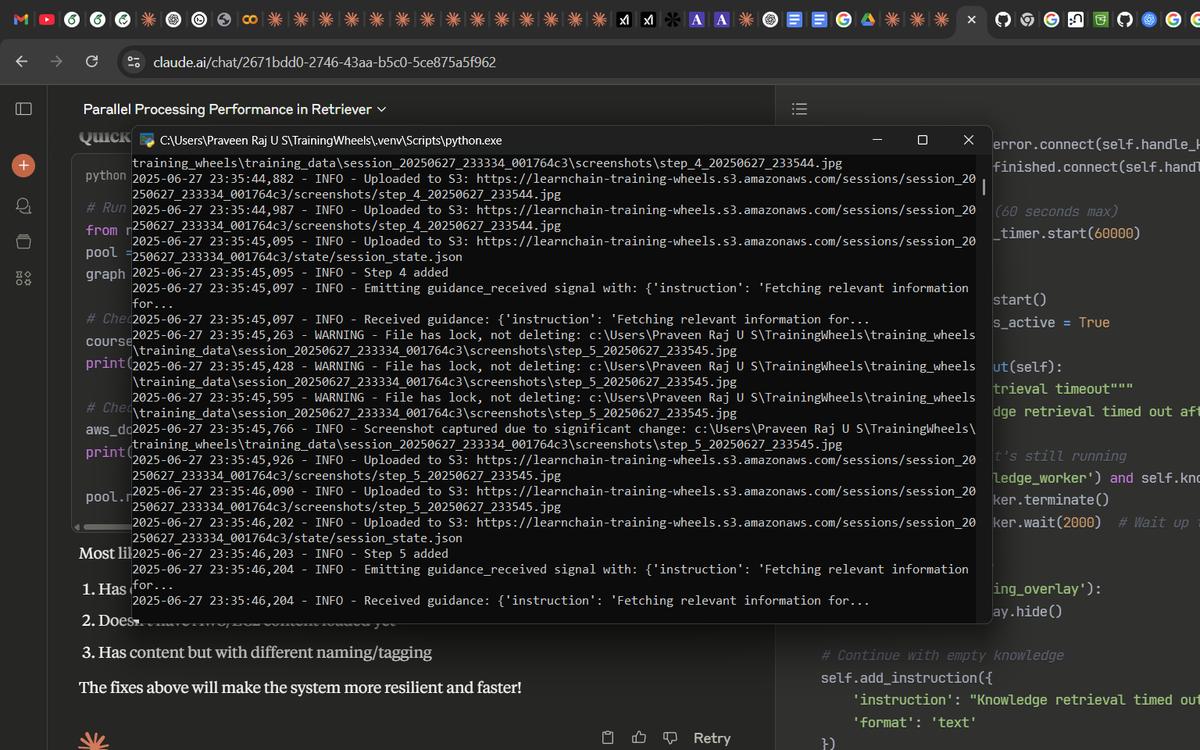 claude.ai/chat/2671bdd0-2746-43aa-b5c0-5ce875a5f962
Parallel Processing Performance in Retriever
Quick
python
# Run
from
pool =
graph
# Chec
course
print(
# Chec
aws_do
print(
pool.
Most li
1. Has
2.
3. Has content but with different naming/tagging
The fixes above will make the system more resilient and faster!
Retry
C:\Users\Praveen Raj U S\TrainingWheels\.venv\Scripts\python.exe
training_wheels\training_data\session_20250627_233334_001764c3\screenshots\step_4_20250627_233544.jpg
2025-06-27 23:35:44,882 - INFO - Uploaded to S3: https://learnchain-training-wheels.s3.amazonaws.com/sessions/session_20
250627_233334_001764c3/screenshots/step_4_20250627_233544.jpg
2025-06-27 23:35:44,987 - INFO - Uploaded to S3: https://learnchain-training-wheels.s3.amazonaws.com/sessions/session_20
250627_233334_001764c3/screenshots/step_4_20250627_233544.jpg
2025-06-27 23:35:45,095 - INFO - Uploaded to S3: https://learnchain-training-wheels.s3.amazonaws.com/sessions/session_20
250627_233334_001764c3/state/session_state.json
2025-06-27 23:35:45,095 - INFO - Step 4 added
2025-06-27 23:35:45,097 - INFO - Emitting guidance_received signal with: {'instruction': 'Fetching relevant information
for...
2025-06-27 23:35:45,097 - INFO - Received guidance: {'instruction': 'Fetching relevant information for...
2025-06-27 23:35:45,263 - WARNING - File has lock, not deleting: c:\Users\Praveen Raj U S\TrainingWheels\training_wheels
\training_data\session_20250627_233334_001764c3\screenshots\step_5_20250627_233545.jpg
2025-06-27 23:35:45,428 - WARNING - File has lock, not deleting: c:\Users\Praveen Raj U S\TrainingWheels\training_wheels
\training_data\session_20250627_233334_001764c3\screenshots\step_5_20250627_233545.jpg
2025-06-27 23:35:45,595 - WARNING - File has lock, not deleting: c:\Users\Praveen Raj U S\TrainingWheels\training_wheels
\training_data\session_20250627_233334_001764c3\screenshots\step_5_20250627_233545.jpg
2025-06-27 23:35:45,766 - INFO - Screenshot captured due to significant change: c:\Users\Praveen Raj U S\TrainingWheels\
training_wheels\training_data\session_20250627_233334_001764c3\screenshots\step_5_20250627_233545.jpg
2025-06-27 23:35:45,926 - INFO - Uploaded to S3: https://learnchain-training-wheels.s3.amazonaws.com/sessions/session_20
250627_233334_001764c3/screenshots/step_5_20250627_233545.jpg
2025-06-27 23:35:46,090 - INFO - Uploaded to S3: https://learnchain-training-wheels.s3.amazonaws.com/sessions/session_20
250627_233334_001764c3/screenshots/step_5_20250627_233545.jpg
2025-06-27 23:35:46,202 - INFO - Uploaded to S3: https://learnchain-training-wheels.s3.amazonaws.com/sessions/session_20
250627_233334_001764c3/state/session_state.json
2025-06-27 23:35:46,203 - INFO - Step 5 added
2025-06-27 23:35:46,204 - INFO - Emitting guidance_received signal with: {'instruction': 'Fetching relevant information
for...
2025-06-27 23:35:46,204 - INFO - Received guidance: {'instruction': 'Fetching relevant information for...
error.connect(self.handle_k
finished.connect(self.handl
(60 seconds max)
_timer.start(60000)
start()
s_active = True
ut(self):
trieval timeout"""
dge retrieval timed out aft
t's still running
ledge_worker') and self.kno
ker.terminate()
ker.wait(2000) # Wait up t
ing_overlay'):
ay.hide()
# Continue with empty knowledge
self.add_instruction({
'instruction': "Knowledge retrieval timed out
'format': 'text'
})